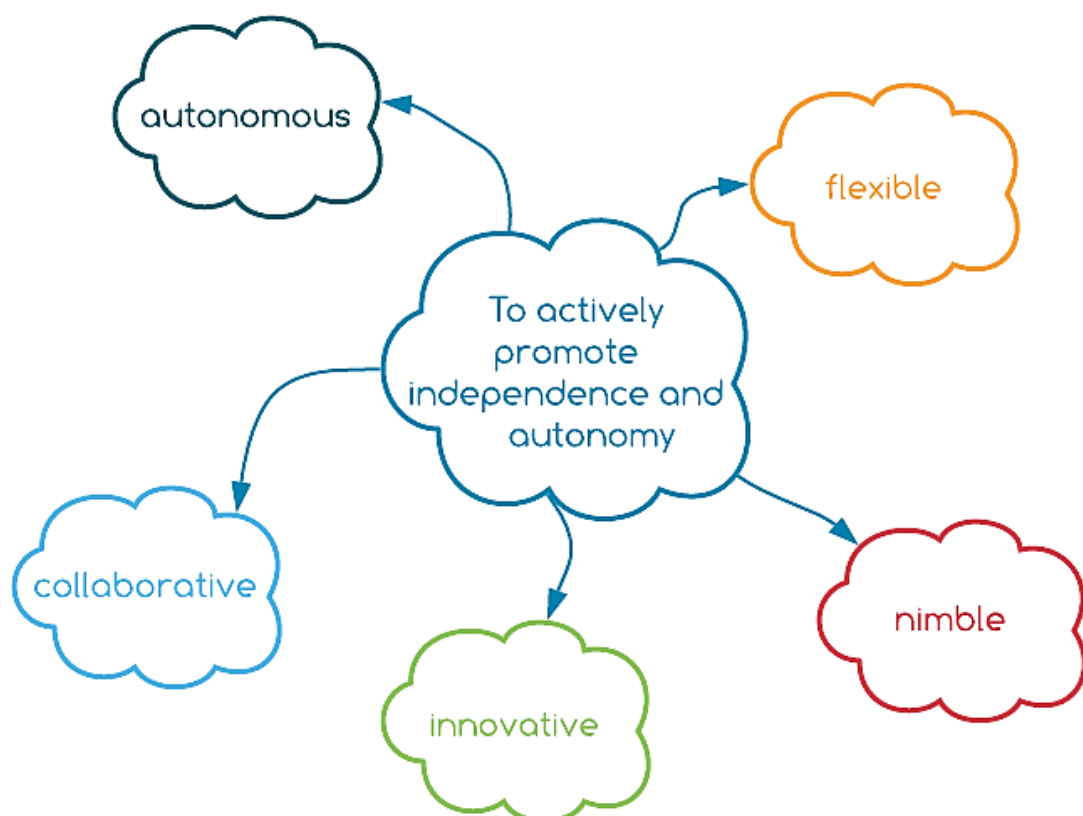 autonomous
flexible
To actively
promote
independence and
autonomy
collaborative
nimble
innovative